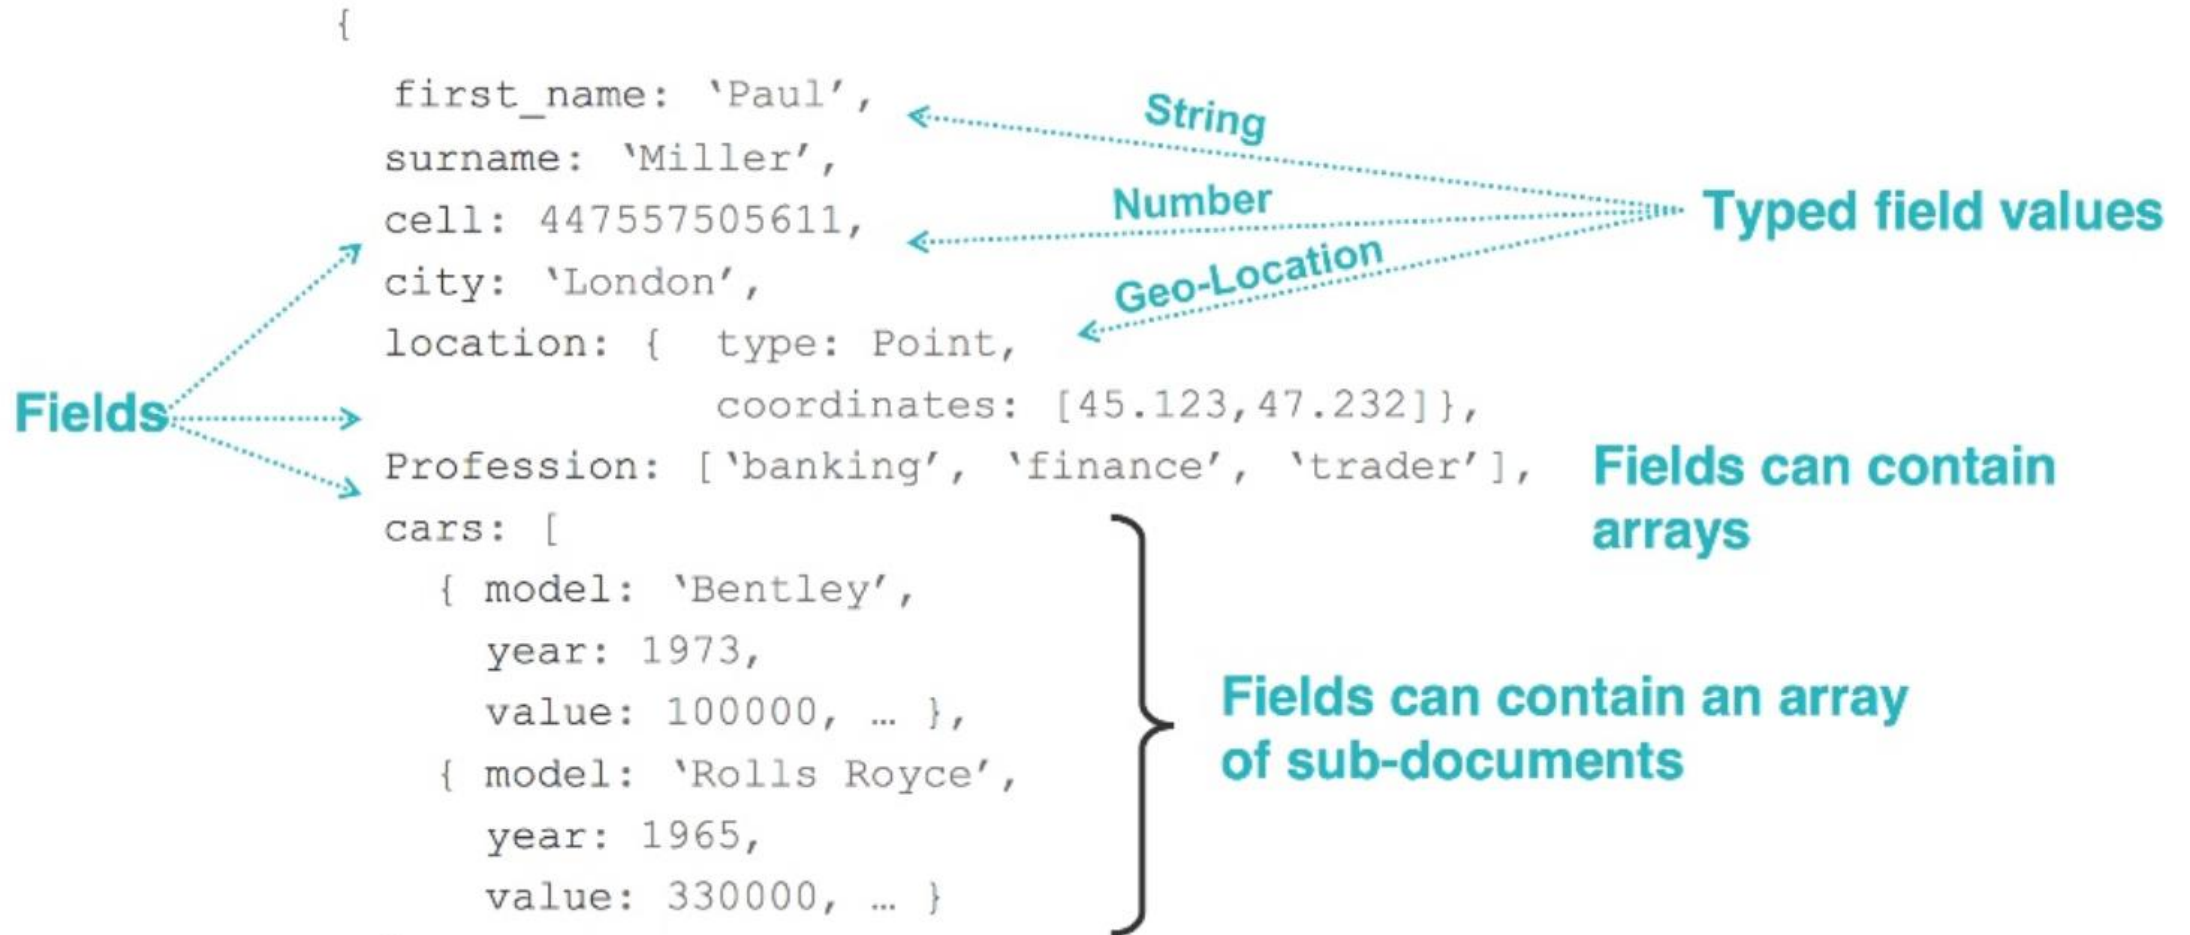 {
first_name: ‘Paul’,
surname: ‘Miller’,
cell: 447557505611,
city: ‘London’,
location: { type: Point,
coordinates: [45.123,47.232]},
Profession: [‘banking’, ‘finance’, ‘trader’],
cars: [
{ model: ‘Bentley’,
year: 1973,
value: 100000, … },
{ model: ‘Rolls Royce’,
year: 1965,
value: 330000, … }
Fields
String
Number
Geo-Location
Typed field values
Fields can contain
arrays
Fields can contain an array
of sub-documents